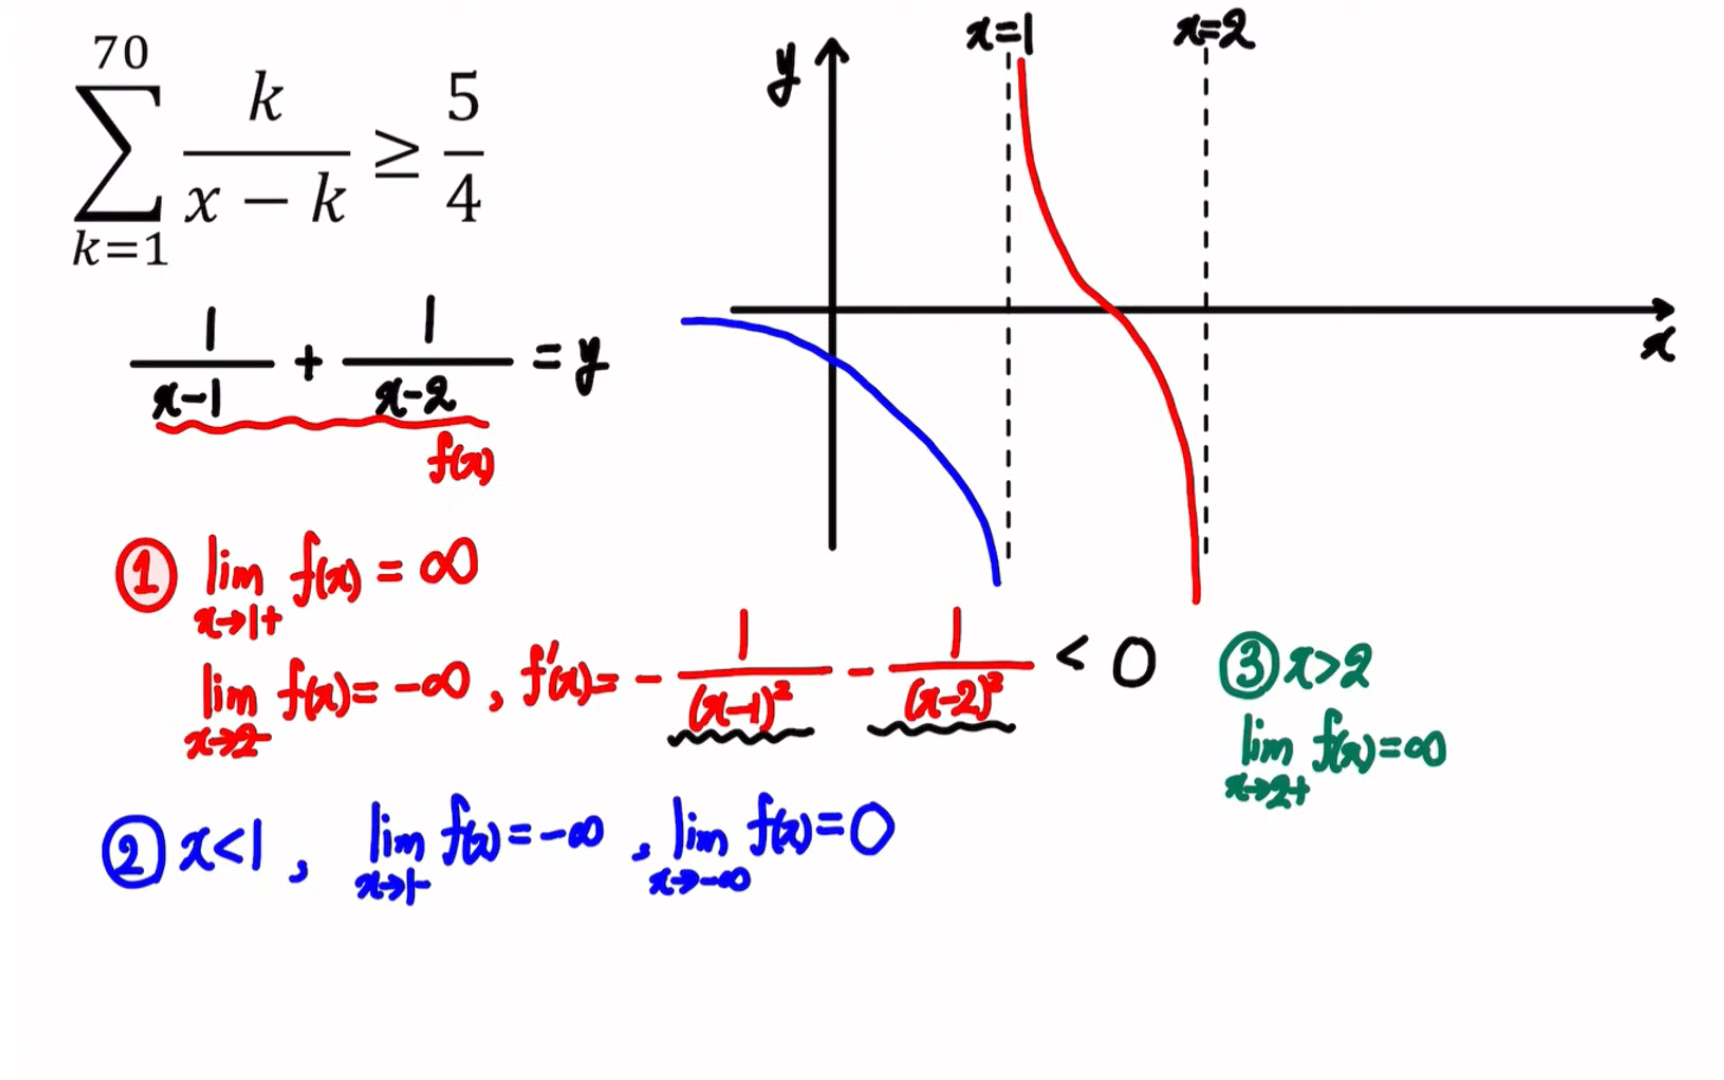 70
∑ k/(x − k) ≥ 5/4
k=1
1/(x-1) + 1/(x-2) = y
f(x)
y
x=1
x=2
x
① lim f(x) = ∞
x→1+
lim f(x) = -∞ , f'(x) = - 1/(x-1)² - 1/(x-2)² < 0
x→2-
③ x>2
lim f(x) = ∞
x→2+
② x<1 , lim f(x) = -∞ , lim f(x) = 0
x→1- x→-∞